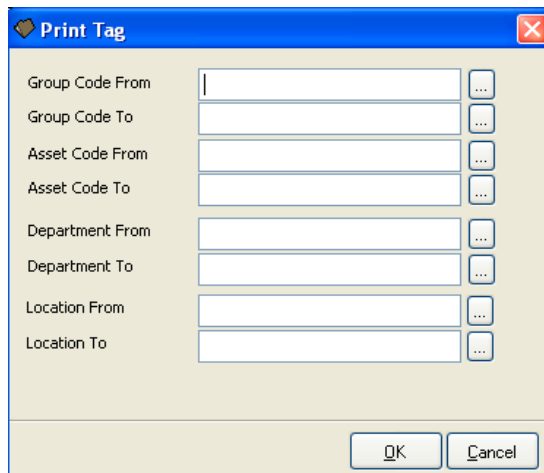 Print Tag
Group Code From ...
Group Code To ...
Asset Code From ...
Asset Code To ...
Department From ...
Department To ...
Location From ...
Location To ...
OK Cancel